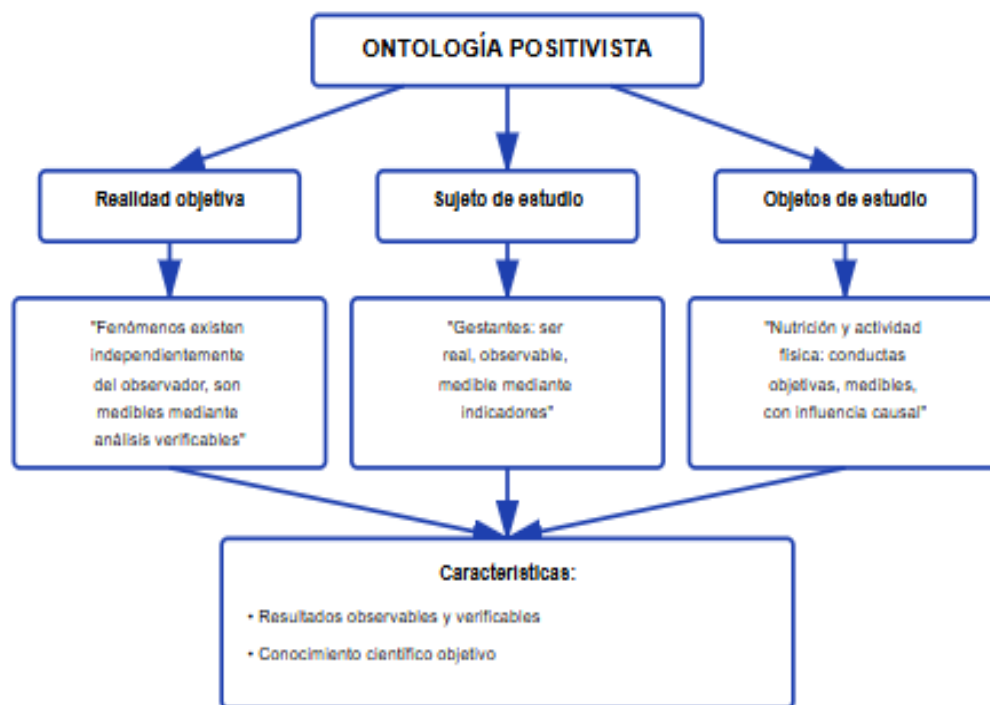 ONTOLOGÍA POSITIVISTA
Realidad objetiva
Sujeto de estudio
Objetos de estudio
"Fenómenos existen
independientemente
del observador, son
medibles mediante
análisis verificables"
"Gestantes: ser
real, observable,
medible mediante
indicadores"
"Nutrición y actividad
física: conductas
objetivas, medibles,
con influencia causal"
Características:
• Resultados observables y verificables
• Conocimiento científico objetivo